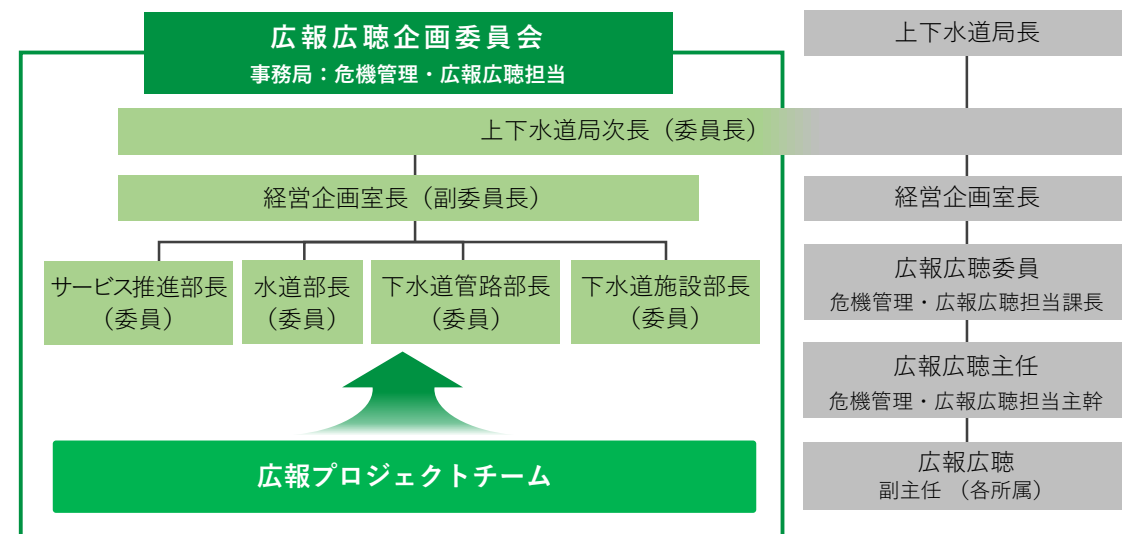 広報広聴企画委員会
事務局：危機管理・広報広聴担当
上下水道局次長（委員長）
経営企画室長（副委員長）
サービス推進部長
（委員）
水道部長
（委員）
下水道管路部長
（委員）
下水道施設部長
（委員）
広報プロジェクトチーム
上下水道局長
経営企画室長
広報広聴委員
危機管理・広報広聴担当課長
広報広聴主任
危機管理・広報広聴担当主幹
広報広聴
副主任　（各所属）